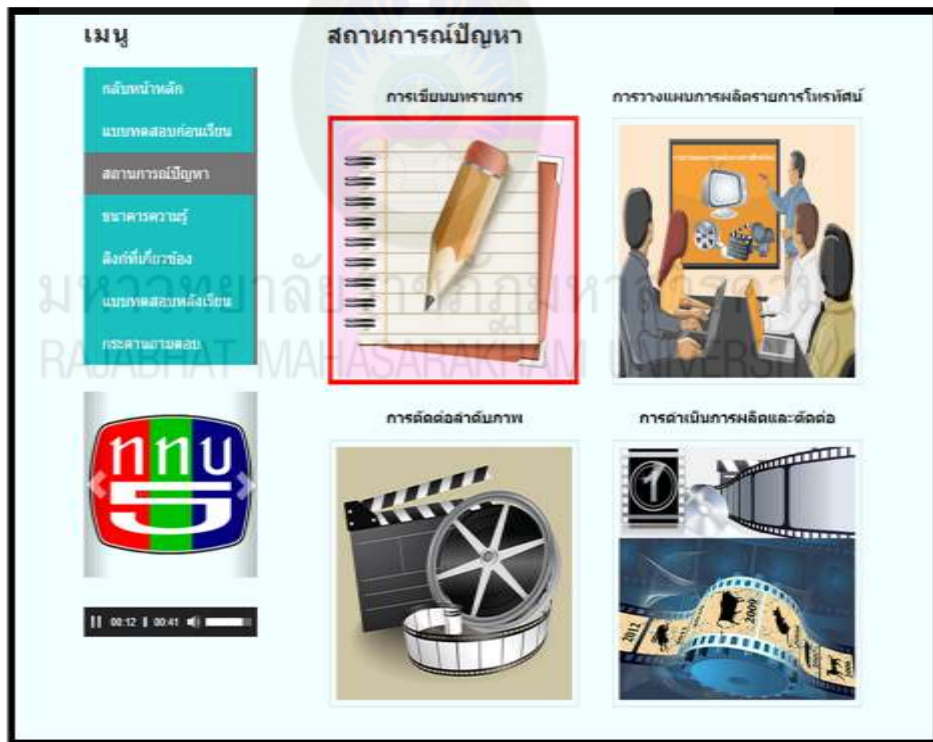 เมนู
กลับหน้าหลัก
แบบทดสอบก่อนเรียน
สถานการณ์ปัญหา
ธนาคารความรู้
ลิงก์ที่เกี่ยวข้อง
แบบทดสอบหลังเรียน
กระดานถามตอบ
ททบ
5
00:12
00:41
สถานการณ์ปัญหา
การเขียนบทรายการ
การวางแผนการผลิตรายการโทรทัศน์
การตัดต่อลำดับภาพ
การดำเนินการผลิตและตัดต่อ
1
2012
2009
มหาวิทยาลัยราชภัฏมหาสารคาม
RAJABHAT MAHASARAKHAM UNIVERSITY